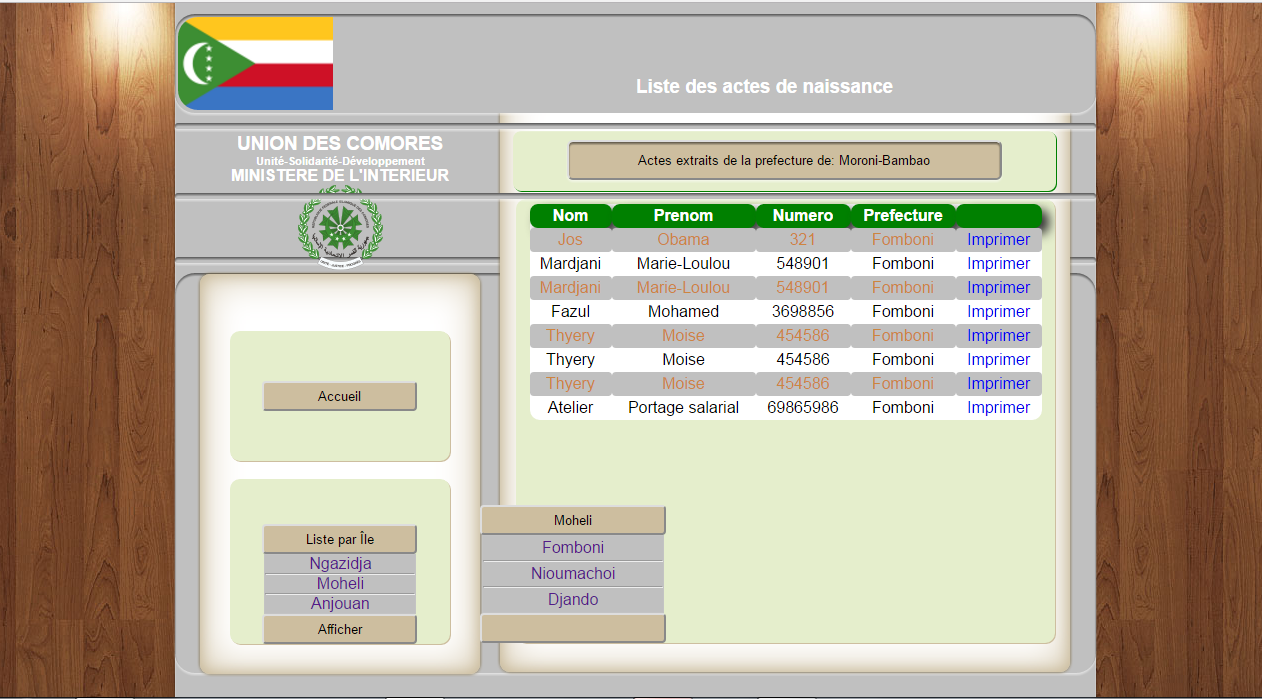 Liste des actes de naissance
UNION DES COMORES
Unité-Solidarité-Développement
MINISTERE DE L'INTERIEUR
Actes extraits de la prefecture de: Moroni-Bambao
Nom Prenom Numero Prefecture
Jos Obama 321 Fomboni Imprimer
Mardjani Marie-Loulou 548901 Fomboni Imprimer
Mardjani Marie-Loulou 548901 Fomboni Imprimer
Fazul Mohamed 3698856 Fomboni Imprimer
Thyery Moise 454586 Fomboni Imprimer
Thyery Moise 454586 Fomboni Imprimer
Thyery Moise 454586 Fomboni Imprimer
Atelier Portage salarial 69865986 Fomboni Imprimer
Accueil
Liste par Île
Ngazidja
Moheli
Anjouan
Afficher
Moheli
Fomboni
Nioumachoi
Djando